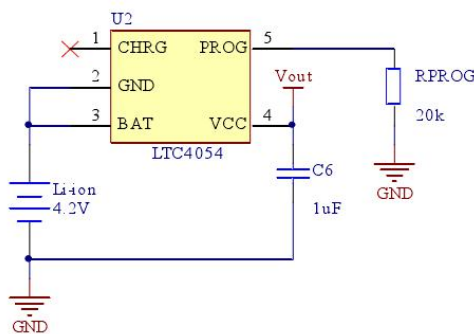 U2
1 CHRG PROG 5
2 GND
3 BAT VCC 4
LTC4054
Vout
RPROG
20k
GND
C6
1uF
Li-ion
4.2V
GND